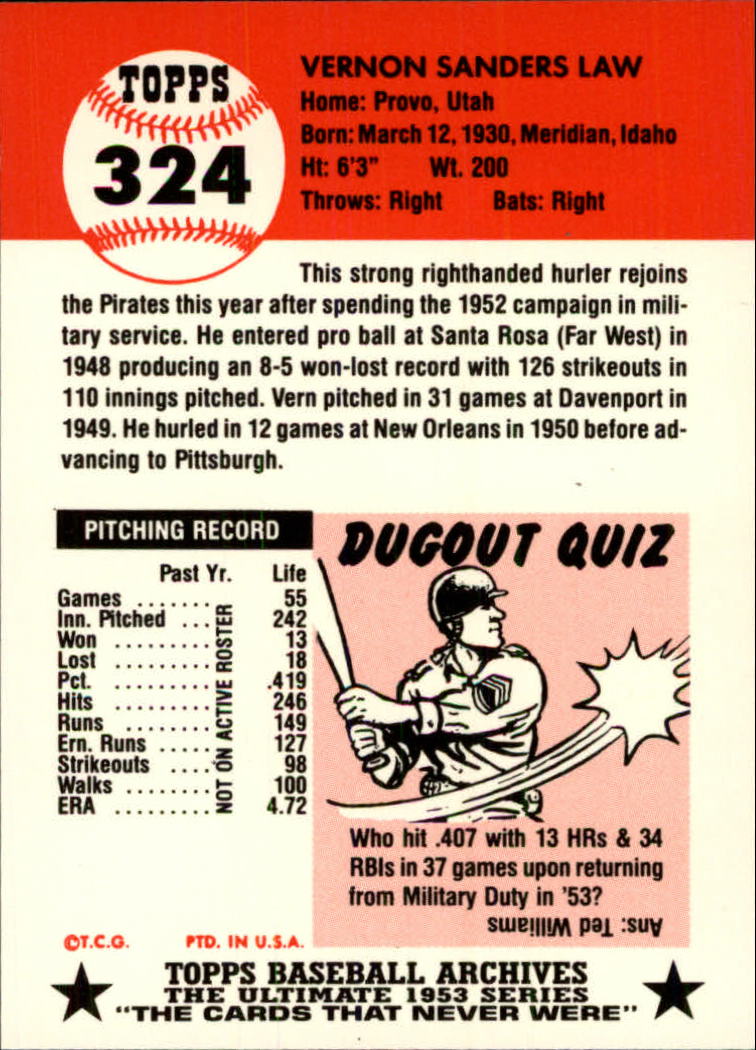 TOPPS
324
VERNON SANDERS LAW
Home: Provo, Utah
Born: March 12, 1930, Meridian, Idaho
Ht: 6'3" Wt. 200
Throws: Right Bats: Right
This strong righthanded hurler rejoins
the Pirates this year after spending the 1952 campaign in mili-
tary service. He entered pro ball at Santa Rosa (Far West) in
1948 producing an 8-5 won-lost record with 126 strikeouts in
110 innings pitched. Vern pitched in 31 games at Davenport in
1949. He hurled in 12 games at New Orleans in 1950 before ad-
vancing to Pittsburgh.
PITCHING RECORD
Past Yr. Life
Games ....... 55
Inn. Pitched ... 242
Won ......... 13
Lost ......... 18
Pct. ......... .419
Hits ......... 246
Runs ........ 149
Ern. Runs ..... 127
Strikeouts .... 98
Walks ........ 100
ERA ......... 4.72
NOT ON ACTIVE ROSTER
DUGOUT QUIZ
Who hit .407 with 13 HRs & 34
RBIs in 37 games upon returning
from Military Duty in '53?
Ans: Ted Williams
©T.C.G. PTD. IN U.S.A.
TOPPS BASEBALL ARCHIVES
THE ULTIMATE 1953 SERIES
"THE CARDS THAT NEVER WERE"